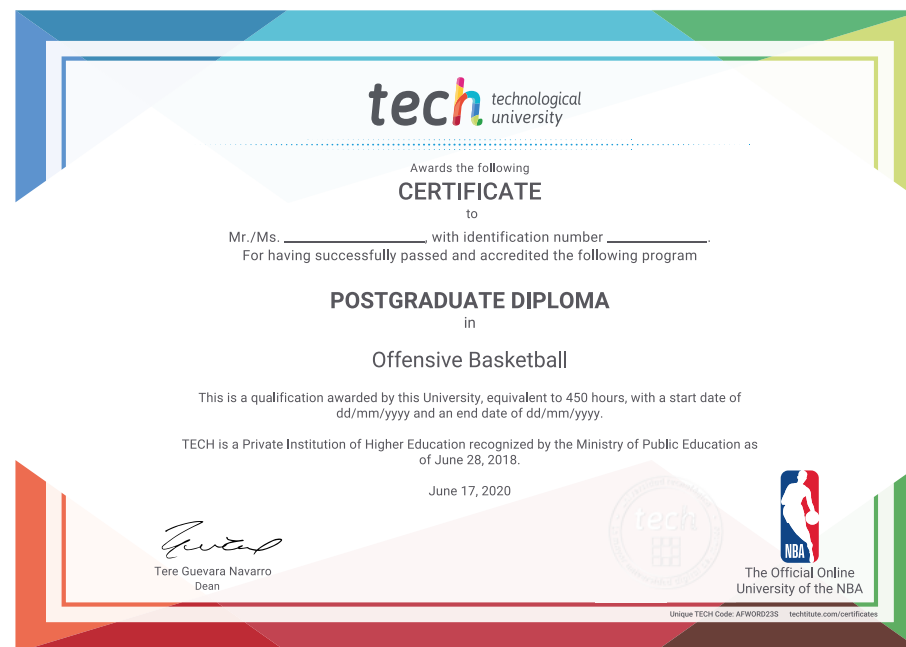 tech technological
university
Awards the following
CERTIFICATE
to
Mr./Ms. ____________, with identification number ____________.
For having successfully passed and accredited the following program
POSTGRADUATE DIPLOMA
in
Offensive Basketball
This is a qualification awarded by this University, equivalent to 450 hours, with a start date of
dd/mm/yyyy and an end date of dd/mm/yyyy.
TECH is a Private Institution of Higher Education recognized by the Ministry of Public Education as
of June 28, 2018.
June 17, 2020
tech
Tere Guevara Navarro
Dean
NBA
The Official Online
University of the NBA
Unique TECH Code: AFWORD23S techtitute.com/certificates